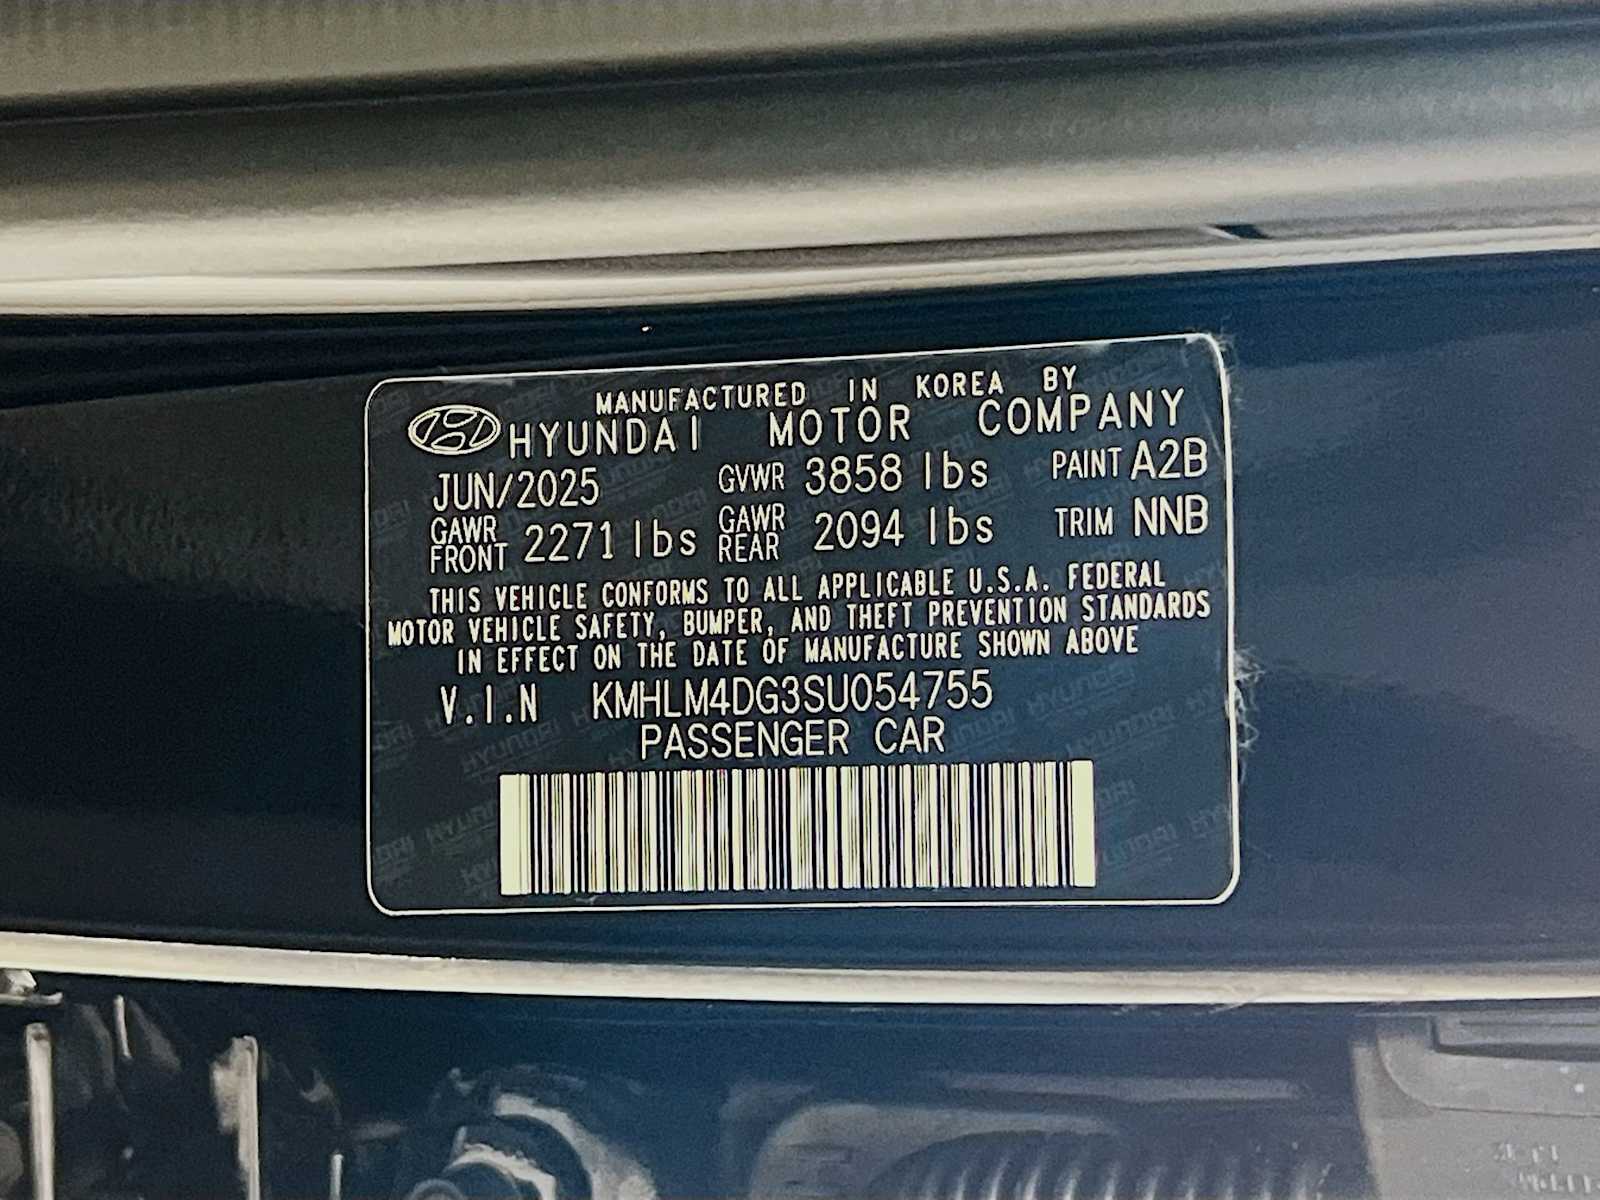 MANUFACTURED IN KOREA BY
HYUNDAI MOTOR COMPANY
JUN/2025 GVWR 3858 lbs PAINT A2B
GAWR FRONT 2271 lbs GAWR REAR 2094 lbs TRIM NNB
THIS VEHICLE CONFORMS TO ALL APPLICABLE U.S.A. FEDERAL
MOTOR VEHICLE SAFETY, BUMPER, AND THEFT PREVENTION STANDARDS
IN EFFECT ON THE DATE OF MANUFACTURE SHOWN ABOVE
V.I.N KMHLM4DG3SU054755
PASSENGER CAR